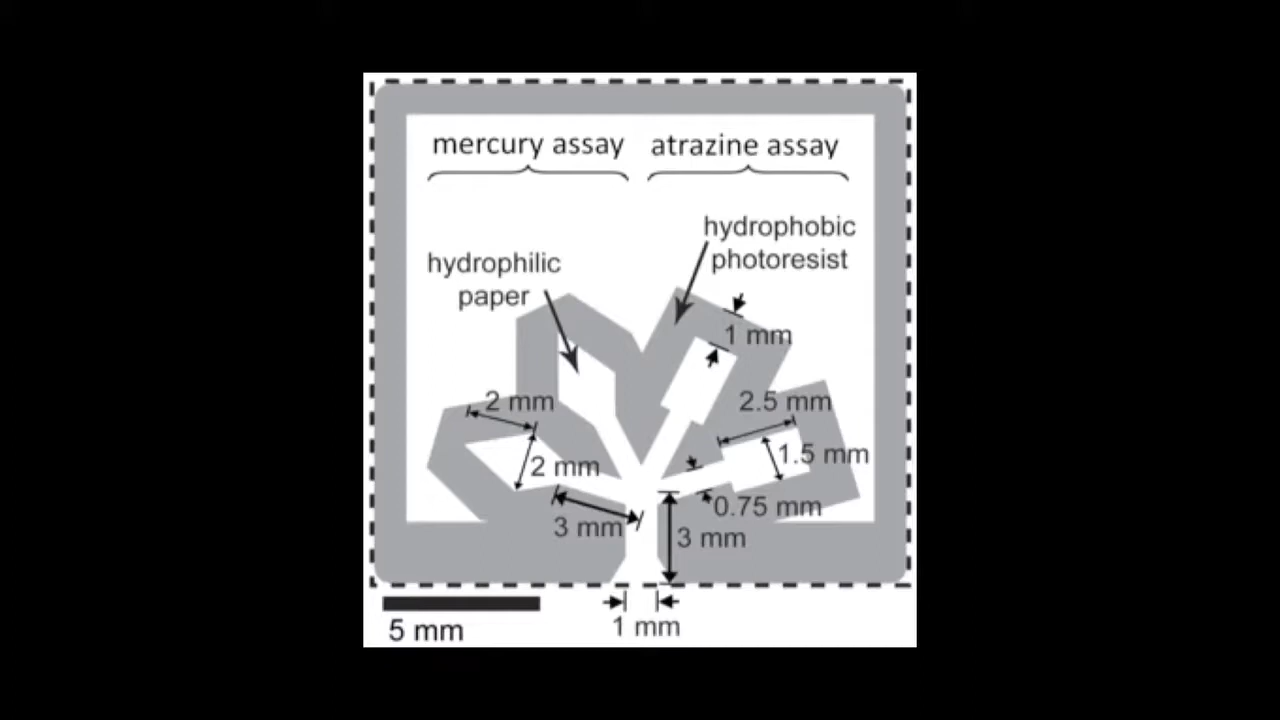 mercury assay atrazine assay
hydrophobic
photoresist
hydrophilic
paper
1 mm
2 mm
2.5 mm
2 mm
1.5 mm
0.75 mm
3 mm
3 mm
1 mm
5 mm